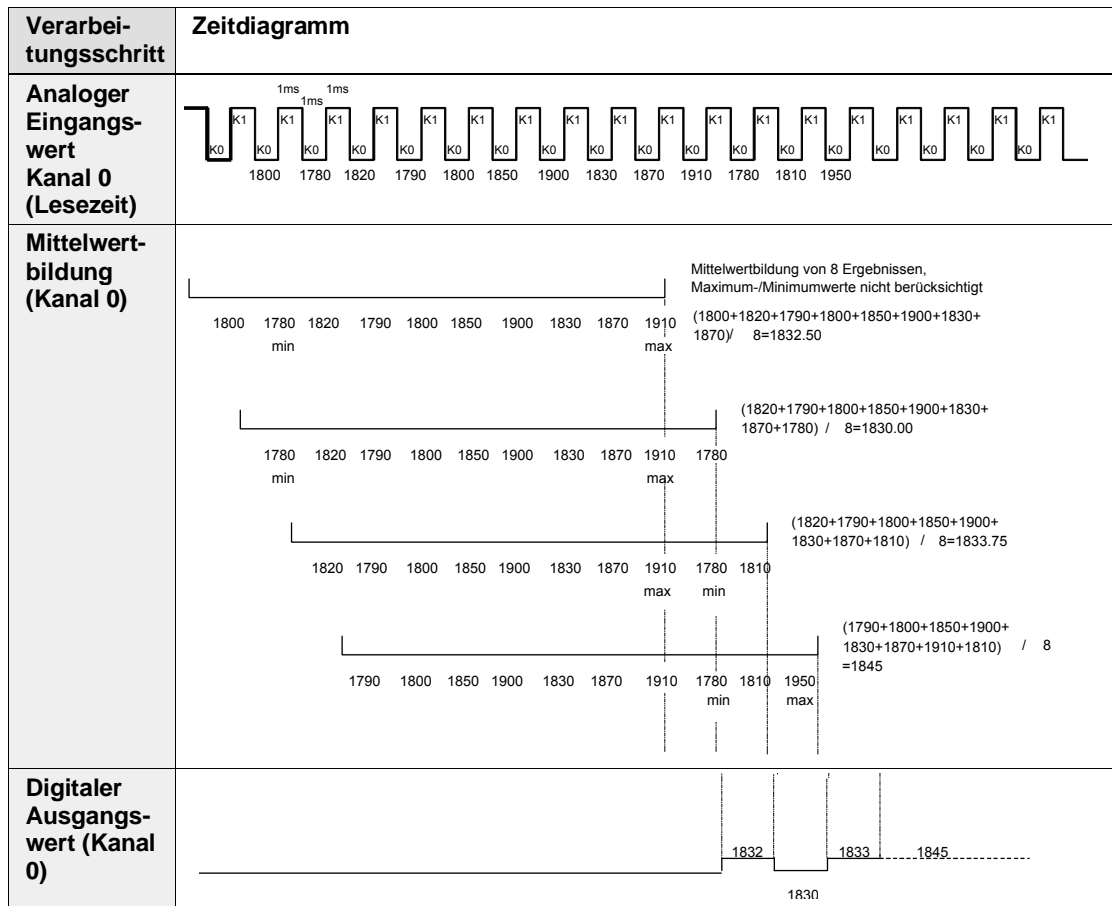 Verarbei-
tungsschritt
Zeitdiagramm
Analoger
Eingangs-
wert
Kanal 0
(Lesezeit)
1ms 1ms
1ms
K1 K1 K1 K1 K1 K1 K1 K1 K1 K1 K1 K1 K1 K1 K1 K1 K1 K1
K0 K0 K0 K0 K0 K0 K0 K0 K0 K0 K0 K0 K0 K0 K0 K0 K0 K0
1800 1780 1820 1790 1800 1850 1900 1830 1870 1910 1780 1810 1950
Mittelwert-
bildung
(Kanal 0)
Mittelwertbildung von 8 Ergebnissen,
Maximum-/Minimumwerte nicht berücksichtigt
1800 1780 1820 1790 1800 1850 1900 1830 1870 1910
min max
(1800+1820+1790+1800+1850+1900+1830+
1870)/ 8=1832.50
(1820+1790+1800+1850+1900+1830+
1870+1780) / 8=1830.00
1780 1820 1790 1800 1850 1900 1830 1870 1910 1780
min max
(1820+1790+1800+1850+1900+
1830+1870+1810) / 8=1833.75
1820 1790 1800 1850 1900 1830 1870 1910 1780 1810
max min
(1790+1800+1850+1900+
1830+1870+1910+1810) / 8
=1845
1790 1800 1850 1900 1830 1870 1910 1780 1810 1950
min max
Digitaler
Ausgangs-
wert (Kanal
0)
1832 1833 1845
1830